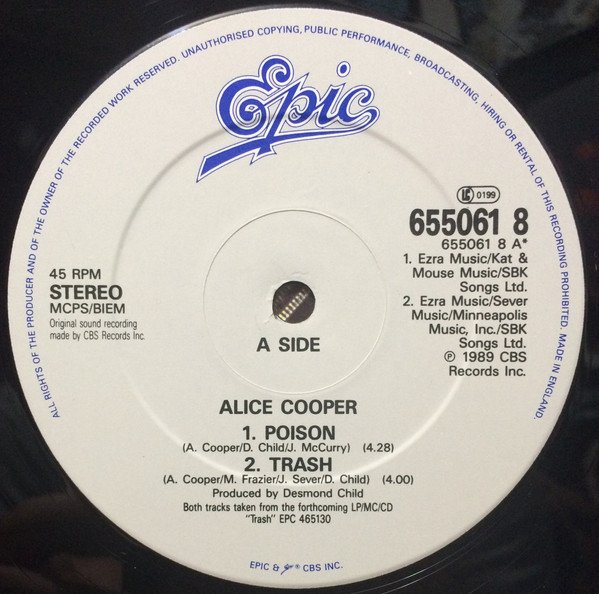 ALL RIGHTS OF THE PRODUCER AND OF THE OWNER OF THE RECORDED WORK RESERVED. UNAUTHORISED COPYING, PUBLIC PERFORMANCE, BROADCASTING, HIRING OR RENTAL OF THIS RECORDING PROHIBITED. MADE IN ENGLAND.
Epic
LC 0199
655061 8
655061 8 A*
1. Ezra Music/Kat &
Mouse Music/SBK
Songs Ltd.
2. Ezra Music/Sever
Music/Minneapolis
Music, Inc./SBK
Songs Ltd.
℗ 1989 CBS
Records Inc.
45 RPM
STEREO
MCPS/BIEM
Original sound recording
made by CBS Records Inc.
A SIDE
ALICE COOPER
1. POISON
(A. Cooper/D. Child/J. McCurry) (4.28)
2. TRASH
(A. Cooper/M. Frazier/J. Sever/D. Child) (4.00)
Produced by Desmond Child
Both tracks taken from the forthcoming LP/MC/CD
"Trash" EPC 465130
EPIC & Epic ® CBS INC.